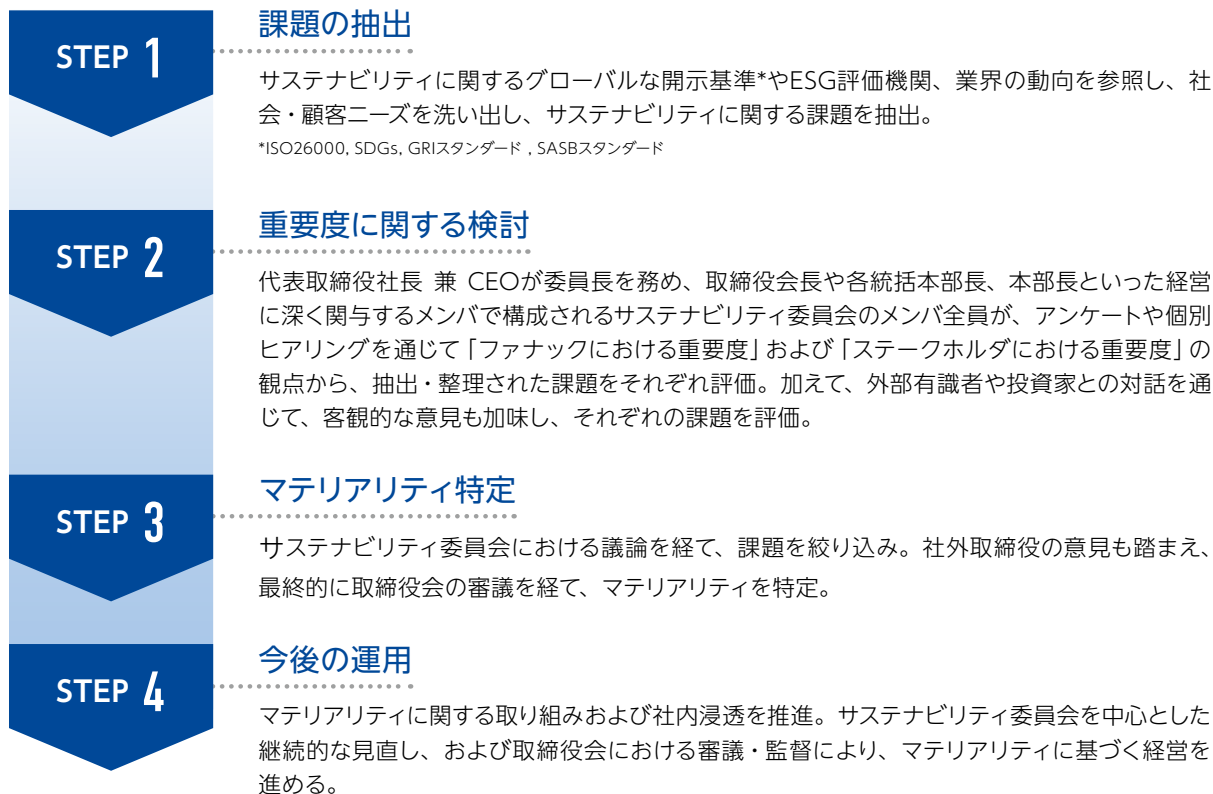 STEP 1
課題の抽出
サステナビリティに関するグローバルな開示基準*やESG評価機関、業界の動向を参照し、社
会・顧客ニーズを洗い出し、サステナビリティに関する課題を抽出。
*ISO26000, SDGs, GRIスタンダード , SASBスタンダード
STEP 2
重要度に関する検討
代表取締役社長 兼 CEOが委員長を務め、取締役会長や各統括本部長、本部長といった経営
に深く関与するメンバで構成されるサステナビリティ委員会のメンバ全員が、アンケートや個別
ヒアリングを通じて「ファナックにおける重要度」および「ステークホルダにおける重要度」の
観点から、抽出・整理された課題をそれぞれ評価。加えて、外部有識者や投資家との対話を通
じて、客観的な意見も加味し、それぞれの課題を評価。
STEP 3
マテリアリティ特定
サステナビリティ委員会における議論を経て、課題を絞り込み。社外取締役の意見も踏まえ、
最終的に取締役会の審議を経て、マテリアリティを特定。
STEP 4
今後の運用
マテリアリティに関する取り組みおよび社内浸透を推進。サステナビリティ委員会を中心とした
継続的な見直し、および取締役会における審議・監督により、マテリアリティに基づく経営を
進める。